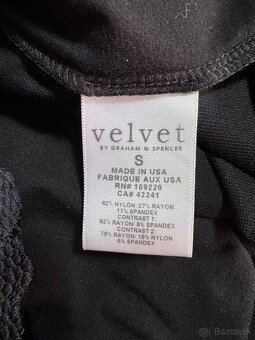 velvet
BY GRAHAM & SPENCER
S
MADE IN USA
FABRIQUE AUX USA
RN# 109220
CA# 42241
62% NYLON /27% RAYON
11% SPANDEX
CONTRAST 1:
92% RAYON/8% SPANDEX
CONTRAST 2:
75% RAYON/ 19% NYLON
6% SPANDEX
Bazos.sk